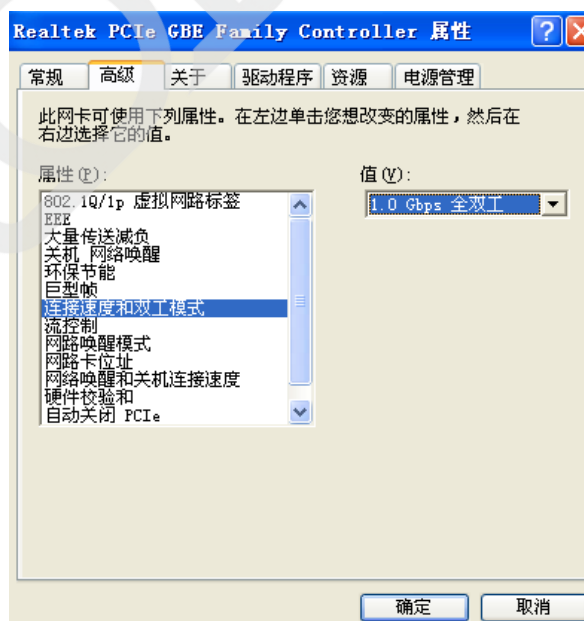 Realtek PCIe GBE Family Controller 属性
常规 高级 关于 驱动程序 资源 电源管理
此网卡可使用下列属性。在左边单击您想改变的属性，然后在
右边选择它的值。
属性(P): 值(V):
802.1Q/1p 虚拟网路标签 1.0 Gbps 全双工
EEE
大量传送减负
关机 网络唤醒
环保节能
巨型帧
连接速度和双工模式
流控制
网路唤醒模式
网路卡位址
网络唤醒和关机连接速度
硬件校验和
自动关闭 PCIe
确定 取消